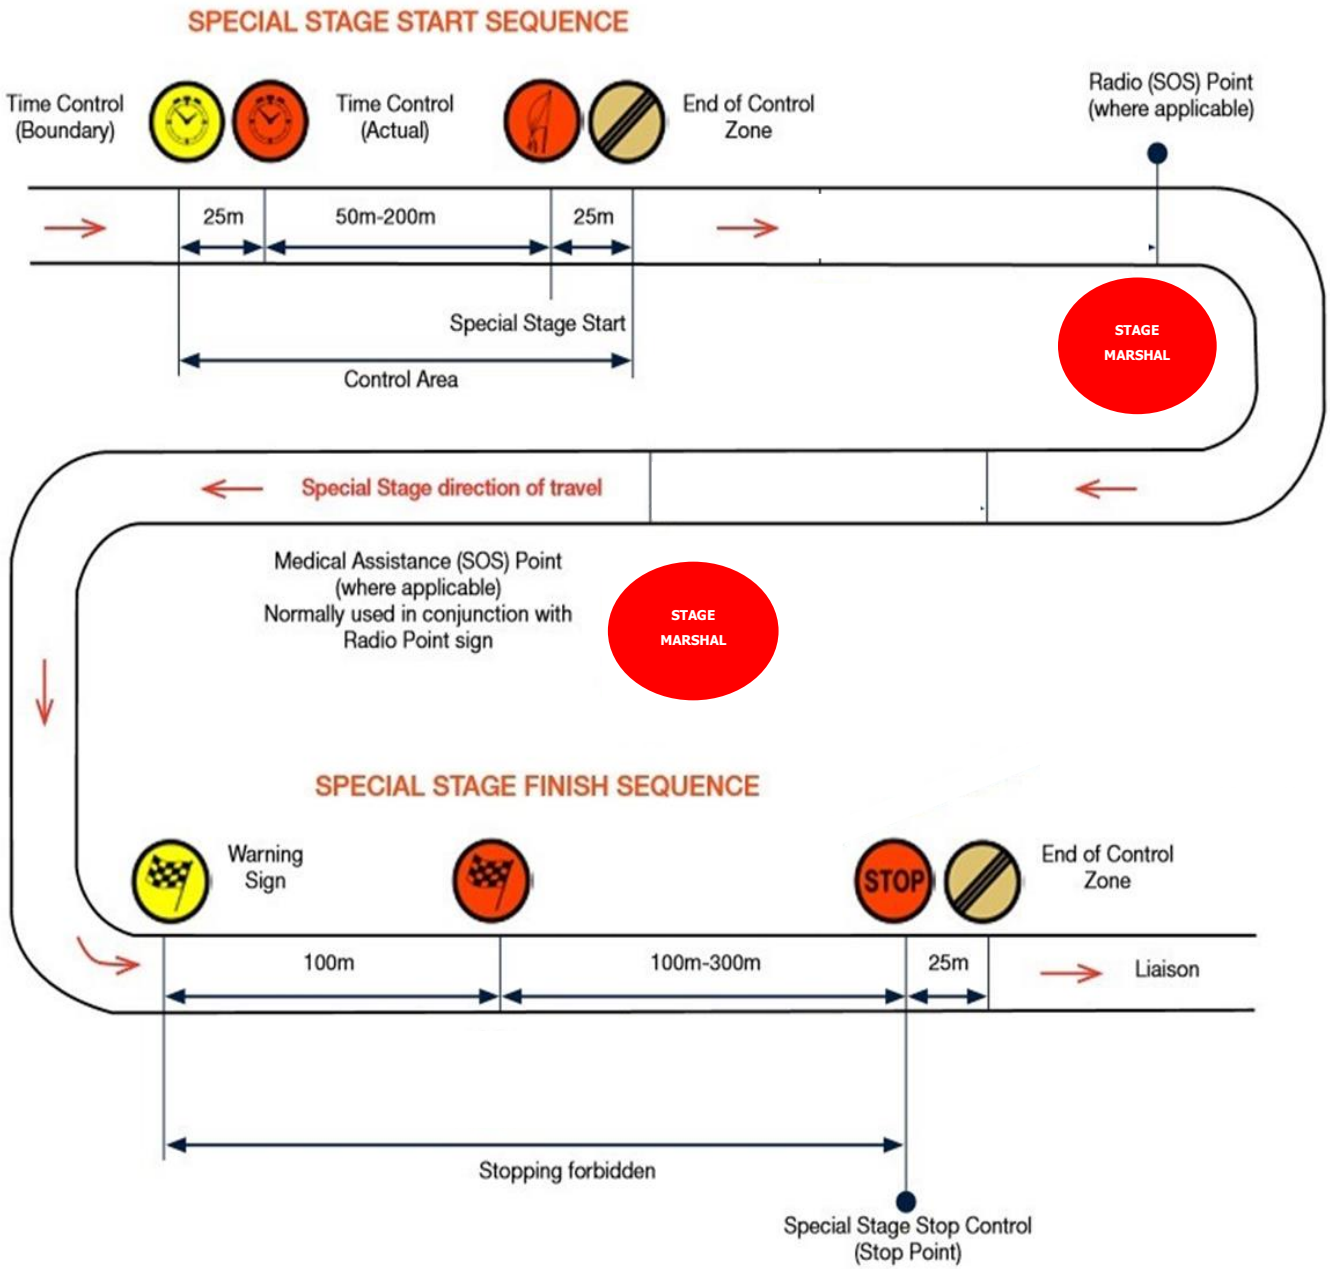 SPECIAL STAGE START SEQUENCE
Time Control
(Boundary)
Time Control
(Actual)
End of Control
Zone
Radio (SOS) Point
(where applicable)
25m
50m-200m
25m
Special Stage Start
Control Area
STAGE
MARSHAL
Special Stage direction of travel
Medical Assistance (SOS) Point
(where applicable)
Normally used in conjunction with
Radio Point sign
STAGE
MARSHAL
SPECIAL STAGE FINISH SEQUENCE
Warning
Sign
STOP
End of Control
Zone
100m
100m-300m
25m
Liaison
Stopping forbidden
Special Stage Stop Control
(Stop Point)